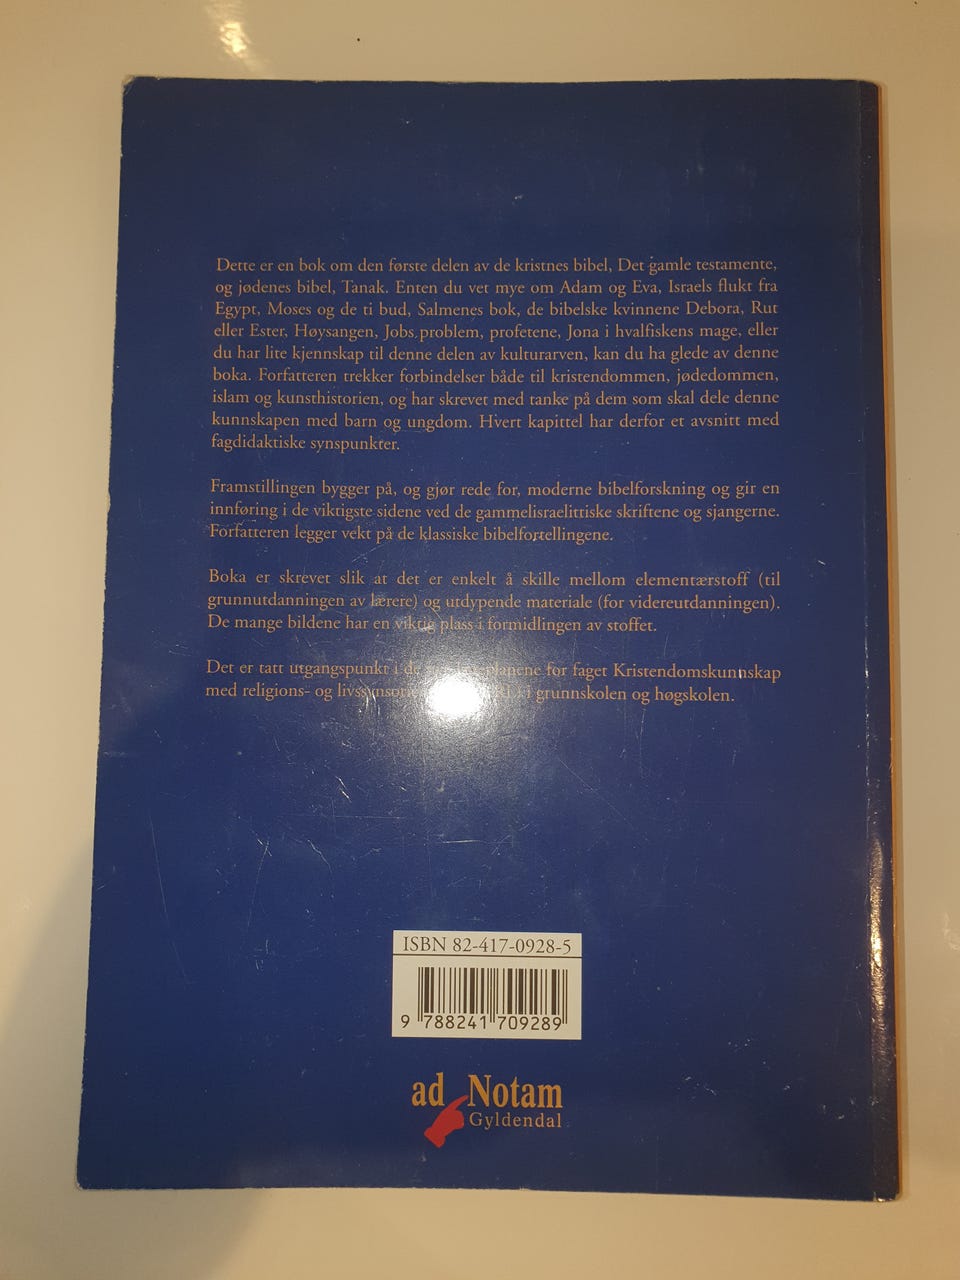 Dette er en bok om den første delen av de kristnes bibel, Det gamle testamente,
og jødenes bibel, Tanak. Enten du vet mye om Adam og Eva, Israels flukt fra
Egypt, Moses og de ti bud, Salmenes bok, de bibelske kvinnene Debora, Rut
eller Ester, Høysangen, Jobs problem, profetene, Jona i hvalfiskens mage, eller
du har lite kjennskap til denne delen av kulturarven, kan du ha glede av denne
boka. Forfatteren trekker forbindelser både til kristendommen, jødedommen,
islam og kunsthistorien, og har skrevet med tanke på dem som skal dele denne
kunnskapen med barn og ungdom. Hvert kapittel har derfor et avsnitt med
fagdidaktiske synspunkter.
Framstillingen bygger på, og gjør rede for, moderne bibelforskning og gir en
innføring i de viktigste sidene ved de gammelisraelittiske skriftene og sjangerne.
Forfatteren legger vekt på de klassiske bibelfortellingene.
Boka er skrevet slik at det er enkelt å skille mellom elementærstoff (til
grunnutdanningen av lærere) og utdypende materiale (for videreutdanningen).
De mange bildene har en viktig plass i formidlingen av stoffet.
Det er tatt utgangspunkt i de for faget Kristendomskunnskap
med religions- og i grunnskolen og høgskolen.
ISBN 82-417-0928-5
9 788241 709289
ad Notam
Gyldendal